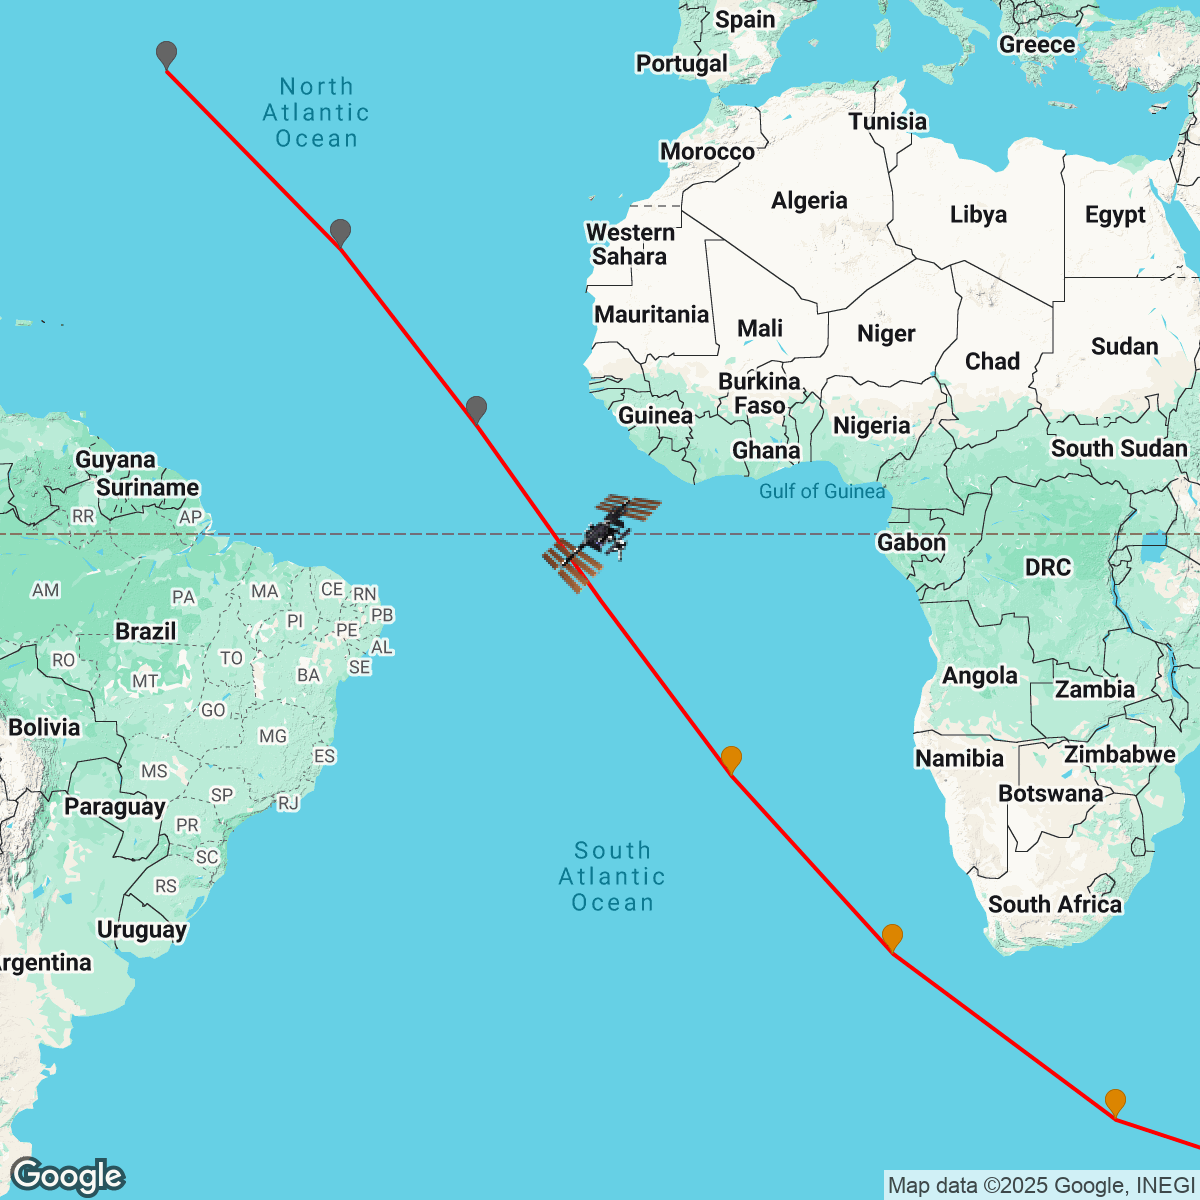 Spain
Greece
Portugal
North
Atlantic
Ocean
Tunisia
Morocco
Algeria
Libya
Egypt
Western
Sahara
Mauritania
Mali
Niger
Chad
Sudan
Burkina
Faso
Guinea
Nigeria
Ghana
South Sudan
Guyana
Suriname
Gulf of Guinea
RR
AP
Gabon
DRC
AM
PA
MA
CE
RN
PI
PB
PE
Brazil
AL
RO
TO
SE
MT
BA
Angola
Zambia
GO
Bolivia
MG
ES
Namibia
Zimbabwe
MS
SP
RJ
Botswana
Paraguay
PR
SC
South
Atlantic
Ocean
RS
South Africa
Uruguay
rgentina
Google
Map data ©2025 Google, INEGI